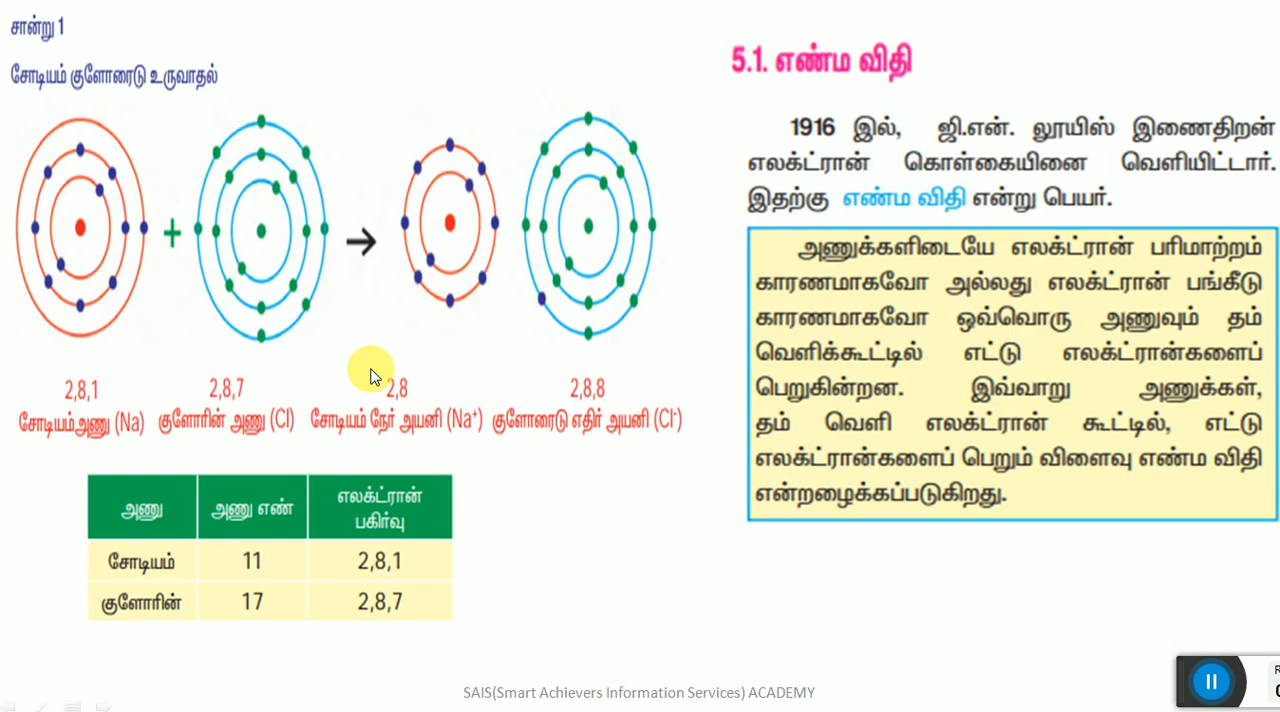 சான்று 1
சோடியம் குளோரைடு உருவாதல்
+
→
2,8,1
2,8,7
2,8
2,8,8
சோடியம்அணு (Na)
குளோரின் அணு (Cl)
சோடியம் நேர் அயனி (Na⁺)
குளோரைடு எதிர் அயனி (Cl⁻)
அணு
அணு எண்
எலக்ட்ரான்
பகிர்வு
சோடியம் 11 2,8,1
குளோரின் 17 2,8,7
5.1. எண்ம விதி
1916 இல், ஜி.என். லூயிஸ் இணைதிறன்
எலக்ட்ரான் கொள்கையினை வெளியிட்டார்.
இதற்கு எண்ம விதி என்று பெயர்.
அணுக்களிடையே எலக்ட்ரான் பரிமாற்றம்
காரணமாகவோ அல்லது எலக்ட்ரான் பங்கீடு
காரணமாகவோ ஒவ்வொரு அணுவும் தம்
வெளிக்கூட்டில் எட்டு எலக்ட்ரான்களைப்
பெறுகின்றன. இவ்வாறு அணுக்கள்,
தம் வெளி எலக்ட்ரான் கூட்டில், எட்டு
எலக்ட்ரான்களைப் பெறும் விளைவு எண்ம விதி
என்றழைக்கப்படுகிறது.
SAIS(Smart Achievers Information Services) ACADEMY